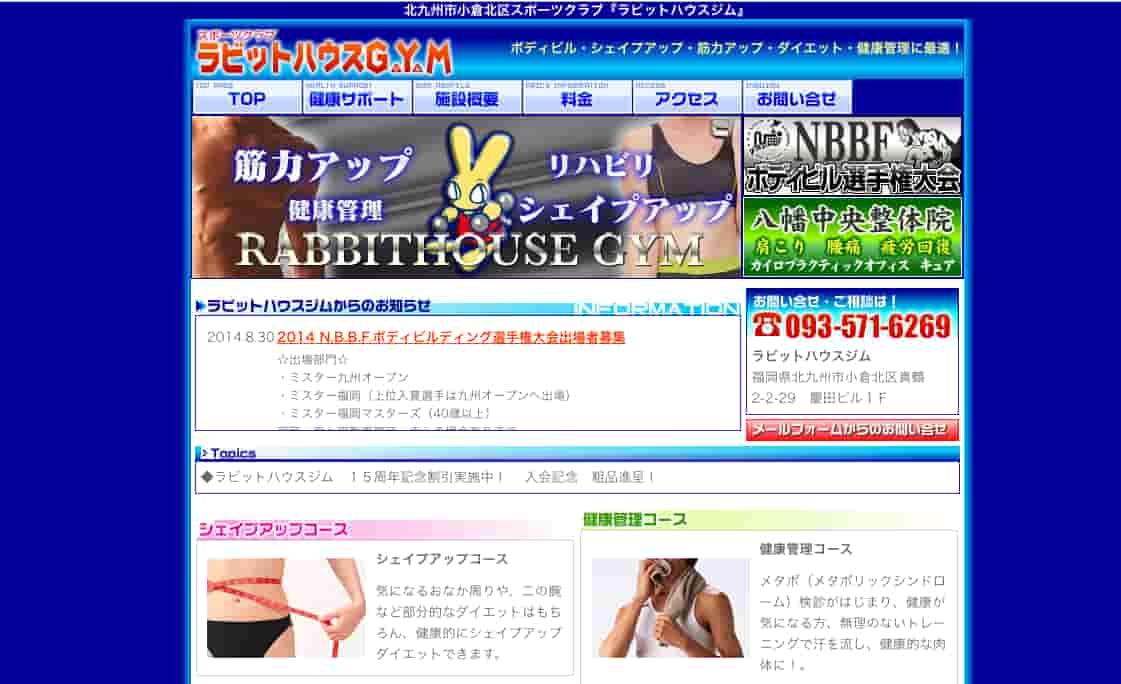 北九州市小倉北区スポーツクラブ『ラビットハウスジム』
スポーツクラブ
ラビットハウスG.Y.M
ボディビル・シェイプアップ・筋力アップ・ダイエット・健康管理に最適！
TOP PAGE
HEALTH SUPPORT
GYM PROFILE
PRICE INFORMATION
ACCESS
INQUIRY
TOP
健康サポート
施設概要
料金
アクセス
お問い合せ
筋力アップ
リハビリ
健康管理
シェイプアップ
RABBITHOUSE GYM
NBBF
ボディビル選手権大会
八幡中央整体院
肩こり 腰痛 疲労回復
カイロプラクティックオフィス キュア
ラビットハウスジムからのお知らせ
INFORMATION
2014.8.30 2014 N.B.B.F.ボディビルディング選手権大会出場者募集
☆出場部門☆
・ミスター九州オープン
・ミスター福岡（上位入賞選手は九州オープンへ出場）
・ミスター福岡マスターズ（40歳以上）
お問い合せ・ご相談は！
☎093-571-6269
ラビットハウスジム
福岡県北九州市小倉北区真鶴
2-2-29 慶田ビル１Ｆ
メールフォームからのお問い合せ
Topics
◆ラビットハウスジム １５周年記念割引実施中！ 入会記念 粗品進呈！
シェイプアップコース
シェイプアップコース
気になるおなか周りや、二の腕
など部分的なダイエットはもち
ろん、健康的にシェイプアップ
ダイエットできます。
健康管理コース
健康管理コース
メタボ（メタボリックシンドロ
ーム）検診がはじまり、健康が
気になる方、無理のないトレー
ニングで汗を流し、健康的な肉
体に！。